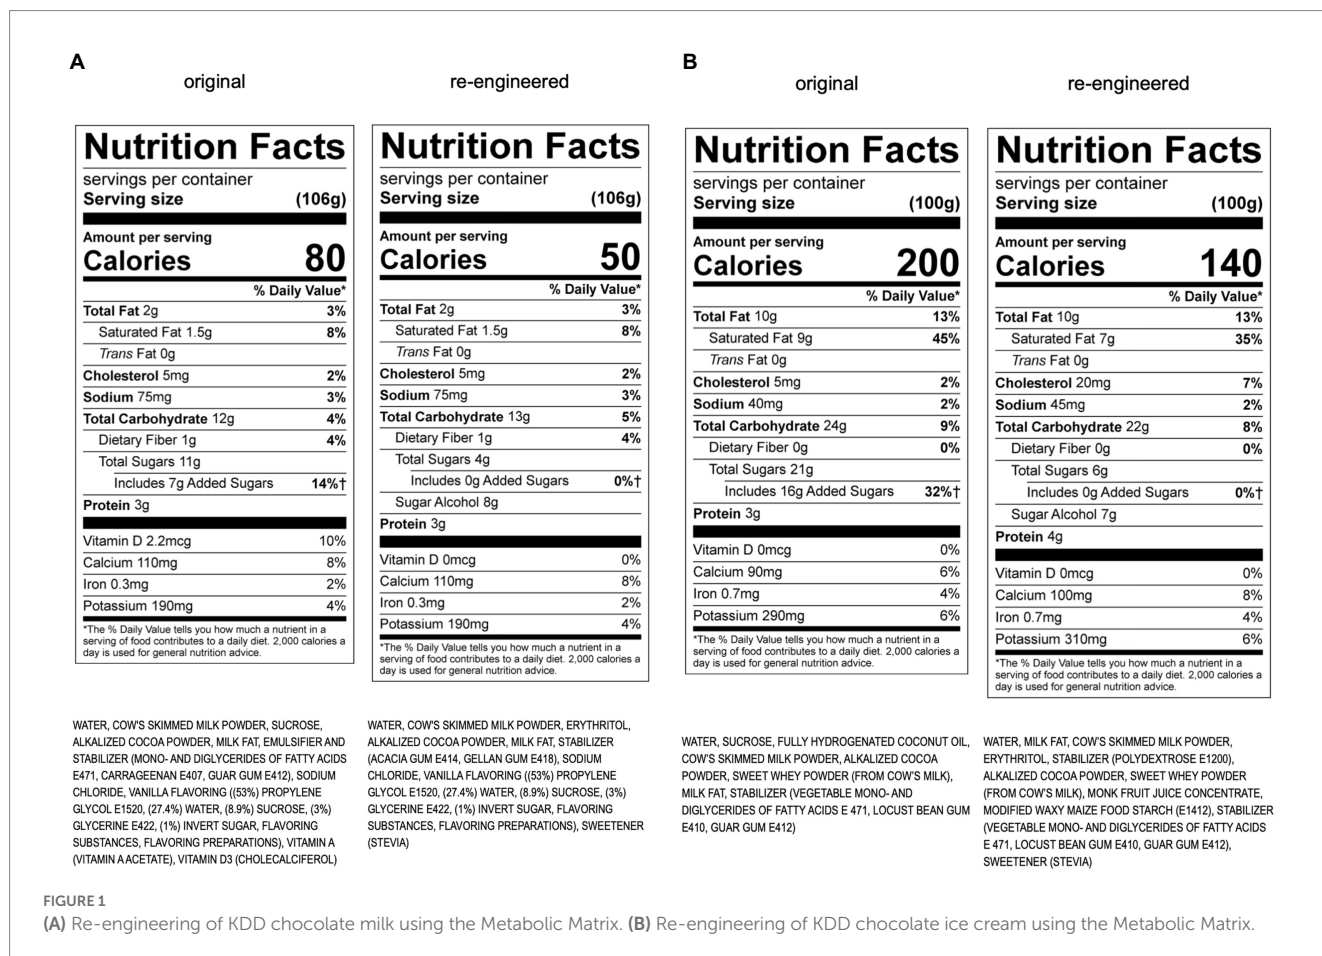 A
original
Nutrition Facts
servings per container
Serving size (106g)
Amount per serving
Calories 80
% Daily Value*
Total Fat 2g 3%
Saturated Fat 1.5g 8%
Trans Fat 0g
Cholesterol 5mg 2%
Sodium 75mg 3%
Total Carbohydrate 12g 4%
Dietary Fiber 1g 4%
Total Sugars 11g
Includes 7g Added Sugars 14%†
Protein 3g
Vitamin D 2.2mcg 10%
Calcium 110mg 8%
Iron 0.3mg 2%
Potassium 190mg 4%
*The % Daily Value tells you how much a nutrient in a
serving of food contributes to a daily diet. 2,000 calories a
day is used for general nutrition advice.
WATER, COW'S SKIMMED MILK POWDER, SUCROSE,
ALKALIZED COCOA POWDER, MILK FAT, EMULSIFIER AND
STABILIZER (MONO- AND DIGLYCERIDES OF FATTY ACIDS
E471, CARRAGEENAN E407, GUAR GUM E412), SODIUM
CHLORIDE, VANILLA FLAVORING ((53%) PROPYLENE
GLYCOL E1520, (27.4%) WATER, (8.9%) SUCROSE, (3%)
GLYCERINE E422, (1%) INVERT SUGAR, FLAVORING
SUBSTANCES, FLAVORING PREPARATIONS), VITAMIN A
(VITAMIN A ACETATE), VITAMIN D3 (CHOLECALCIFEROL)
re-engineered
Nutrition Facts
servings per container
Serving size (106g)
Amount per serving
Calories 50
% Daily Value*
Total Fat 2g 3%
Saturated Fat 1.5g 8%
Trans Fat 0g
Cholesterol 5mg 2%
Sodium 75mg 3%
Total Carbohydrate 13g 5%
Dietary Fiber 1g 4%
Total Sugars 4g
Includes 0g Added Sugars 0%†
Sugar Alcohol 8g
Protein 3g
Vitamin D 0mcg 0%
Calcium 110mg 8%
Iron 0.3mg 2%
Potassium 190mg 4%
*The % Daily Value tells you how much a nutrient in a
serving of food contributes to a daily diet. 2,000 calories a
day is used for general nutrition advice.
WATER, COW'S SKIMMED MILK POWDER, ERYTHRITOL,
ALKALIZED COCOA POWDER, MILK FAT, STABILIZER
(ACACIA GUM E414, GELLAN GUM E418), SODIUM
CHLORIDE, VANILLA FLAVORING ((53%) PROPYLENE
GLYCOL E1520, (27.4%) WATER, (8.9%) SUCROSE, (3%)
GLYCERINE E422, (1%) INVERT SUGAR, FLAVORING
SUBSTANCES, FLAVORING PREPARATIONS), SWEETENER
(STEVIA)
B
original
Nutrition Facts
servings per container
Serving size (100g)
Amount per serving
Calories 200
% Daily Value*
Total Fat 10g 13%
Saturated Fat 9g 45%
Trans Fat 0g
Cholesterol 5mg 2%
Sodium 40mg 2%
Total Carbohydrate 24g 9%
Dietary Fiber 0g 0%
Total Sugars 21g
Includes 16g Added Sugars 32%†
Protein 3g
Vitamin D 0mcg 0%
Calcium 90mg 6%
Iron 0.7mg 4%
Potassium 290mg 6%
*The % Daily Value tells you how much a nutrient in a
serving of food contributes to a daily diet. 2,000 calories a
day is used for general nutrition advice.
WATER, SUCROSE, FULLY HYDROGENATED COCONUT OIL,
COW'S SKIMMED MILK POWDER, ALKALIZED COCOA
POWDER, SWEET WHEY POWDER (FROM COW'S MILK),
MILK FAT, STABILIZER (VEGETABLE MONO- AND
DIGLYCERIDES OF FATTY ACIDS E 471, LOCUST BEAN GUM
E410, GUAR GUM E412)
re-engineered
Nutrition Facts
servings per container
Serving size (100g)
Amount per serving
Calories 140
% Daily Value*
Total Fat 10g 13%
Saturated Fat 7g 35%
Trans Fat 0g
Cholesterol 20mg 7%
Sodium 45mg 2%
Total Carbohydrate 22g 8%
Dietary Fiber 0g 0%
Total Sugars 6g
Includes 0g Added Sugars 0%†
Sugar Alcohol 7g
Protein 4g
Vitamin D 0mcg 0%
Calcium 100mg 8%
Iron 0.7mg 4%
Potassium 310mg 6%
*The % Daily Value tells you how much a nutrient in a
serving of food contributes to a daily diet. 2,000 calories a
day is used for general nutrition advice.
WATER, MILK FAT, COW'S SKIMMED MILK POWDER,
ERYTHRITOL, STABILIZER (POLYDEXTROSE E1200),
ALKALIZED COCOA POWDER, SWEET WHEY POWDER
(FROM COW'S MILK), MONK FRUIT JUICE CONCENTRATE,
MODIFIED WAXY MAIZE FOOD STARCH (E1412), STABILIZER
(VEGETABLE MONO- AND DIGLYCERIDES OF FATTY ACIDS
E 471, LOCUST BEAN GUM E410, GUAR GUM E412),
SWEETENER (STEVIA)
FIGURE 1
(A) Re-engineering of KDD chocolate milk using the Metabolic Matrix. (B) Re-engineering of KDD chocolate ice cream using the Metabolic Matrix.